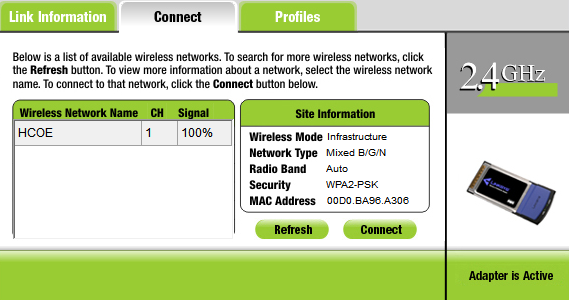 Link Information
Connect
Profiles
Below is a list of available wireless networks. To search for more wireless networks, click
the Refresh button. To view more information about a network, select the wireless network
name. To connect to that network, click the Connect button below.
2.4GHz
Wireless Network Name CH Signal
HCOE 1 100%
Site Information
Wireless Mode Infrastructure
Network Type Mixed B/G/N
Radio Band Auto
Security WPA2-PSK
MAC Address 00D0.BA96.A306
Refresh
Connect
Adapter is Active